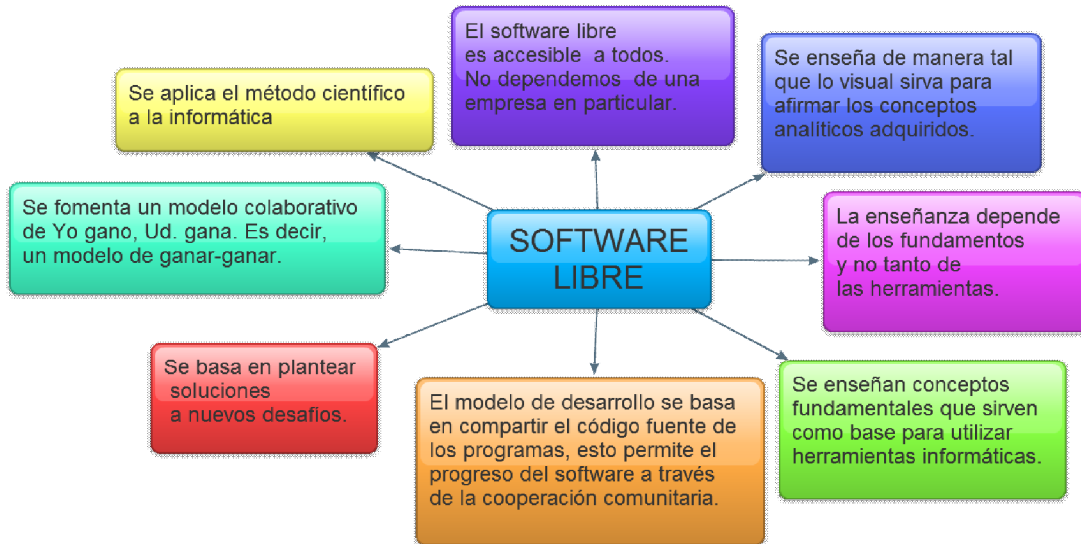 El software libre
es accesible a todos.
No dependemos de una
empresa en particular.
Se enseña de manera tal
que lo visual sirva para
afirmar los conceptos
analíticos adquiridos.
Se aplica el método científico
a la informática
Se fomenta un modelo colaborativo
de Yo gano, Ud. gana. Es decir,
un modelo de ganar-ganar.
SOFTWARE
LIBRE
La enseñanza depende
de los fundamentos
y no tanto de
las herramientas.
Se basa en plantear
soluciones
a nuevos desafíos.
El modelo de desarrollo se basa
en compartir el código fuente de
los programas, esto permite el
progreso del software a través
de la cooperación comunitaria.
Se enseñan conceptos
fundamentales que sirven
como base para utilizar
herramientas informáticas.